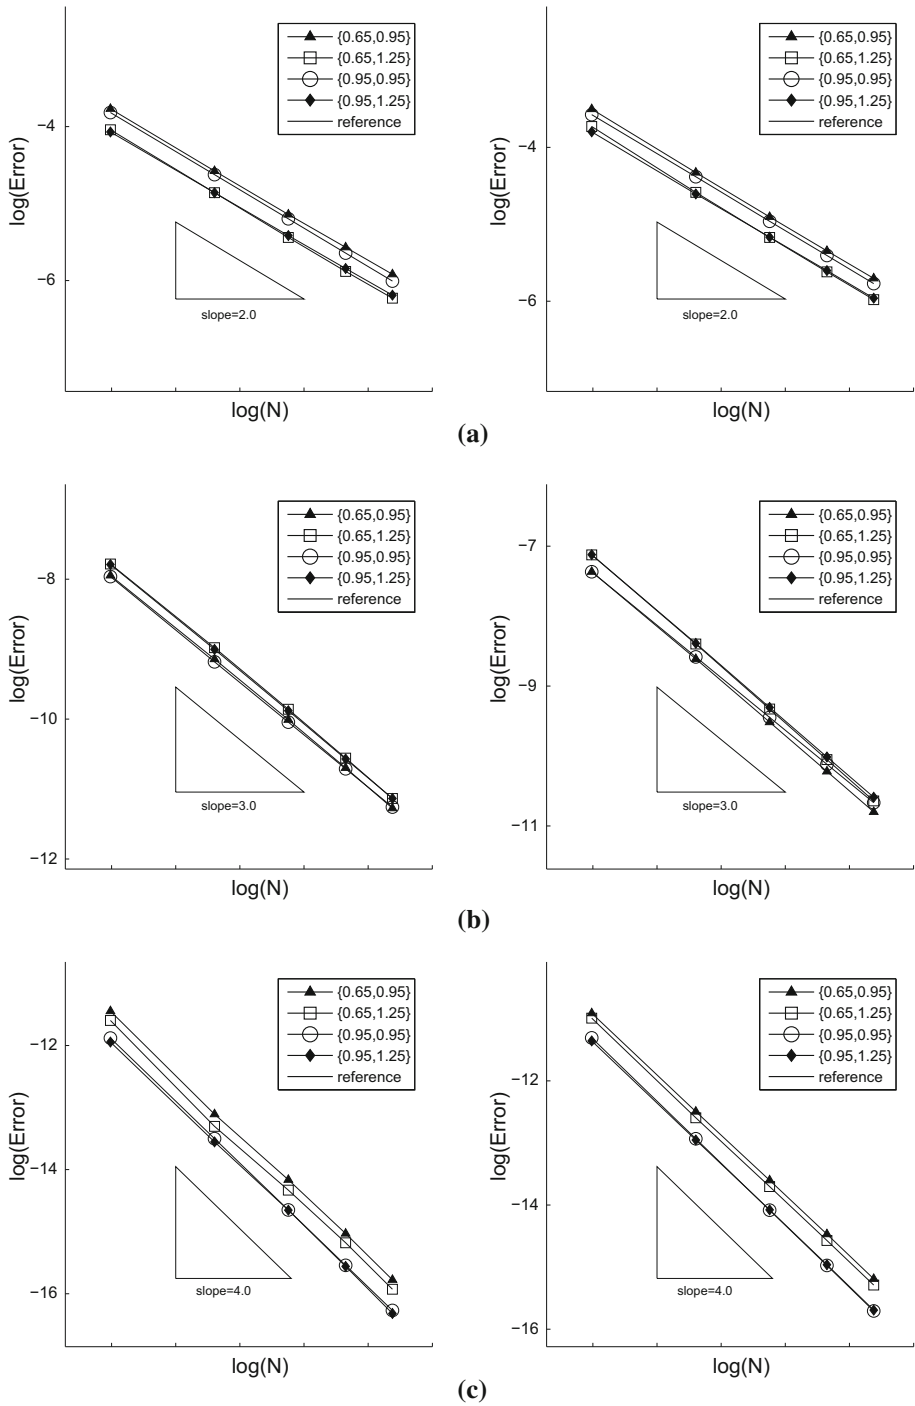 {0.65,0.95}
{0.65,1.25}
{0.95,0.95}
{0.95,1.25}
reference
−4
−6
log(Error)
slope=2.0
log(N)
{0.65,0.95}
{0.65,1.25}
{0.95,0.95}
{0.95,1.25}
reference
−4
−6
log(Error)
slope=2.0
log(N)
(a)
{0.65,0.95}
{0.65,1.25}
{0.95,0.95}
{0.95,1.25}
reference
−8
−10
−12
log(Error)
slope=3.0
log(N)
{0.65,0.95}
{0.65,1.25}
{0.95,0.95}
{0.95,1.25}
reference
−7
−9
−11
log(Error)
slope=3.0
log(N)
(b)
{0.65,0.95}
{0.65,1.25}
{0.95,0.95}
{0.95,1.25}
reference
−12
−14
−16
log(Error)
slope=4.0
log(N)
{0.65,0.95}
{0.65,1.25}
{0.95,0.95}
{0.95,1.25}
reference
−12
−14
−16
log(Error)
slope=4.0
log(N)
(c)